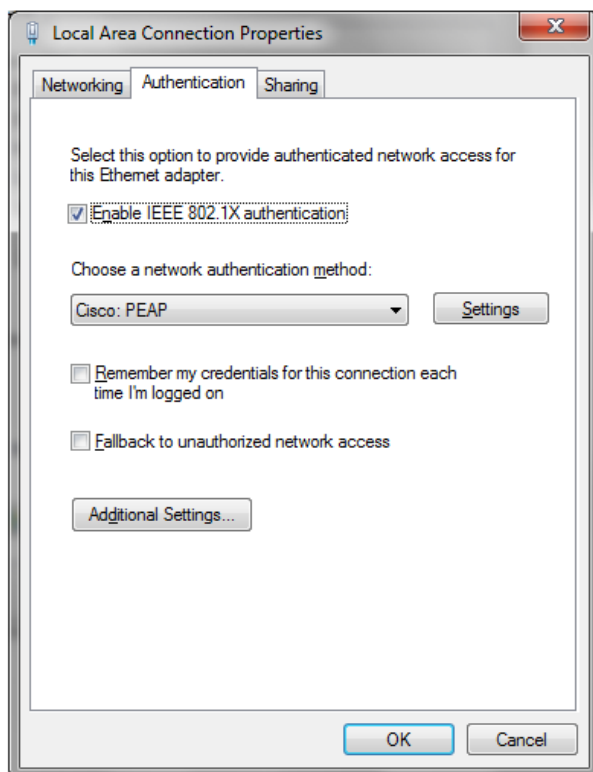 Local Area Connection Properties
Networking Authentication Sharing
Select this option to provide authenticated network access for
this Ethernet adapter.
Enable IEEE 802.1X authentication
Choose a network authentication method:
Cisco: PEAP Settings
Remember my credentials for this connection each
time I'm logged on
Fallback to unauthorized network access
Additional Settings...
OK Cancel